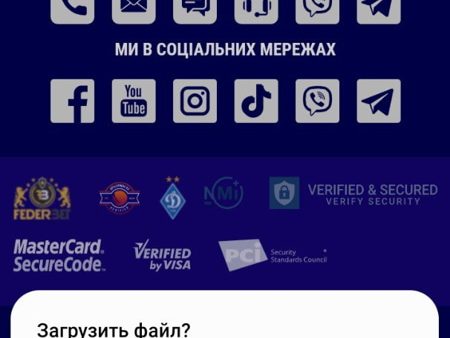 МИ В СОЦІАЛЬНИХ МЕРЕЖАХ
You
Tube
FEDERBET
NMi
VERIFIED & SECURED
VERIFY SECURITY
MasterCard
SecureCode
VERIFIED
by VISA
PCi
Security
Standards Council
Загрузить файл?